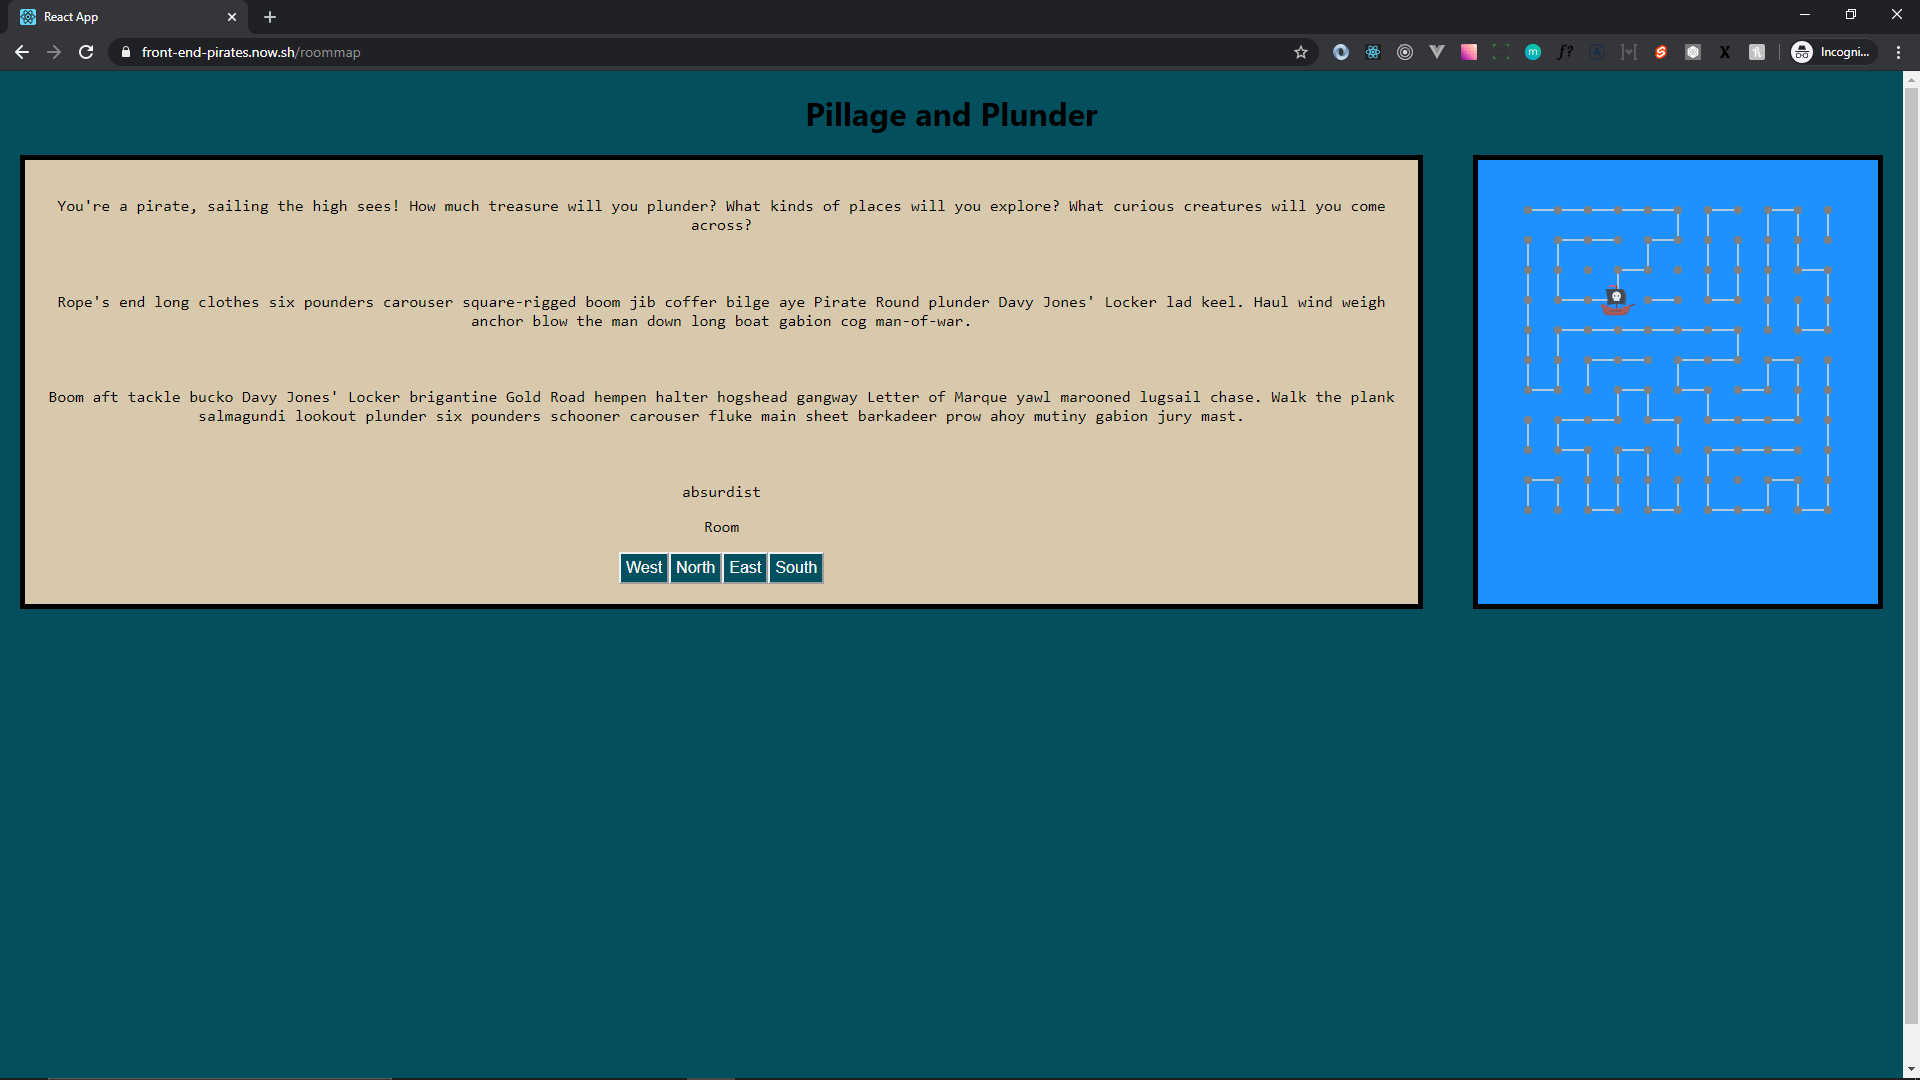 React App
front-end-pirates.now.sh/roommap
m
f?
A
X
Incogni...
Pillage and Plunder
You're a pirate, sailing the high sees! How much treasure will you plunder? What kinds of places will you explore? What curious creatures will you come
across?
Rope's end long clothes six pounders carouser square-rigged boom jib coffer bilge aye Pirate Round plunder Davy Jones' Locker lad keel. Haul wind weigh
anchor blow the man down long boat gabion cog man-of-war.
Boom aft tackle bucko Davy Jones' Locker brigantine Gold Road hempen halter hogshead gangway Letter of Marque yawl marooned lugsail chase. Walk the plank
salmagundi lookout plunder six pounders schooner carouser fluke main sheet barkadeer prow ahoy mutiny gabion jury mast.
absurdist
Room
West North East South